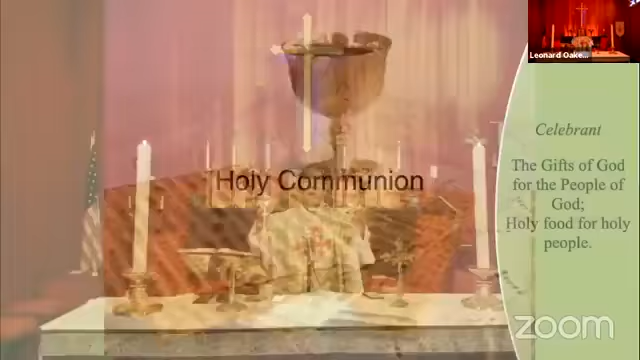 Leonard Oake...
Holy Communion
Celebrant
The Gifts of God
for the People of
God;
Holy food for holy
people.
zoom